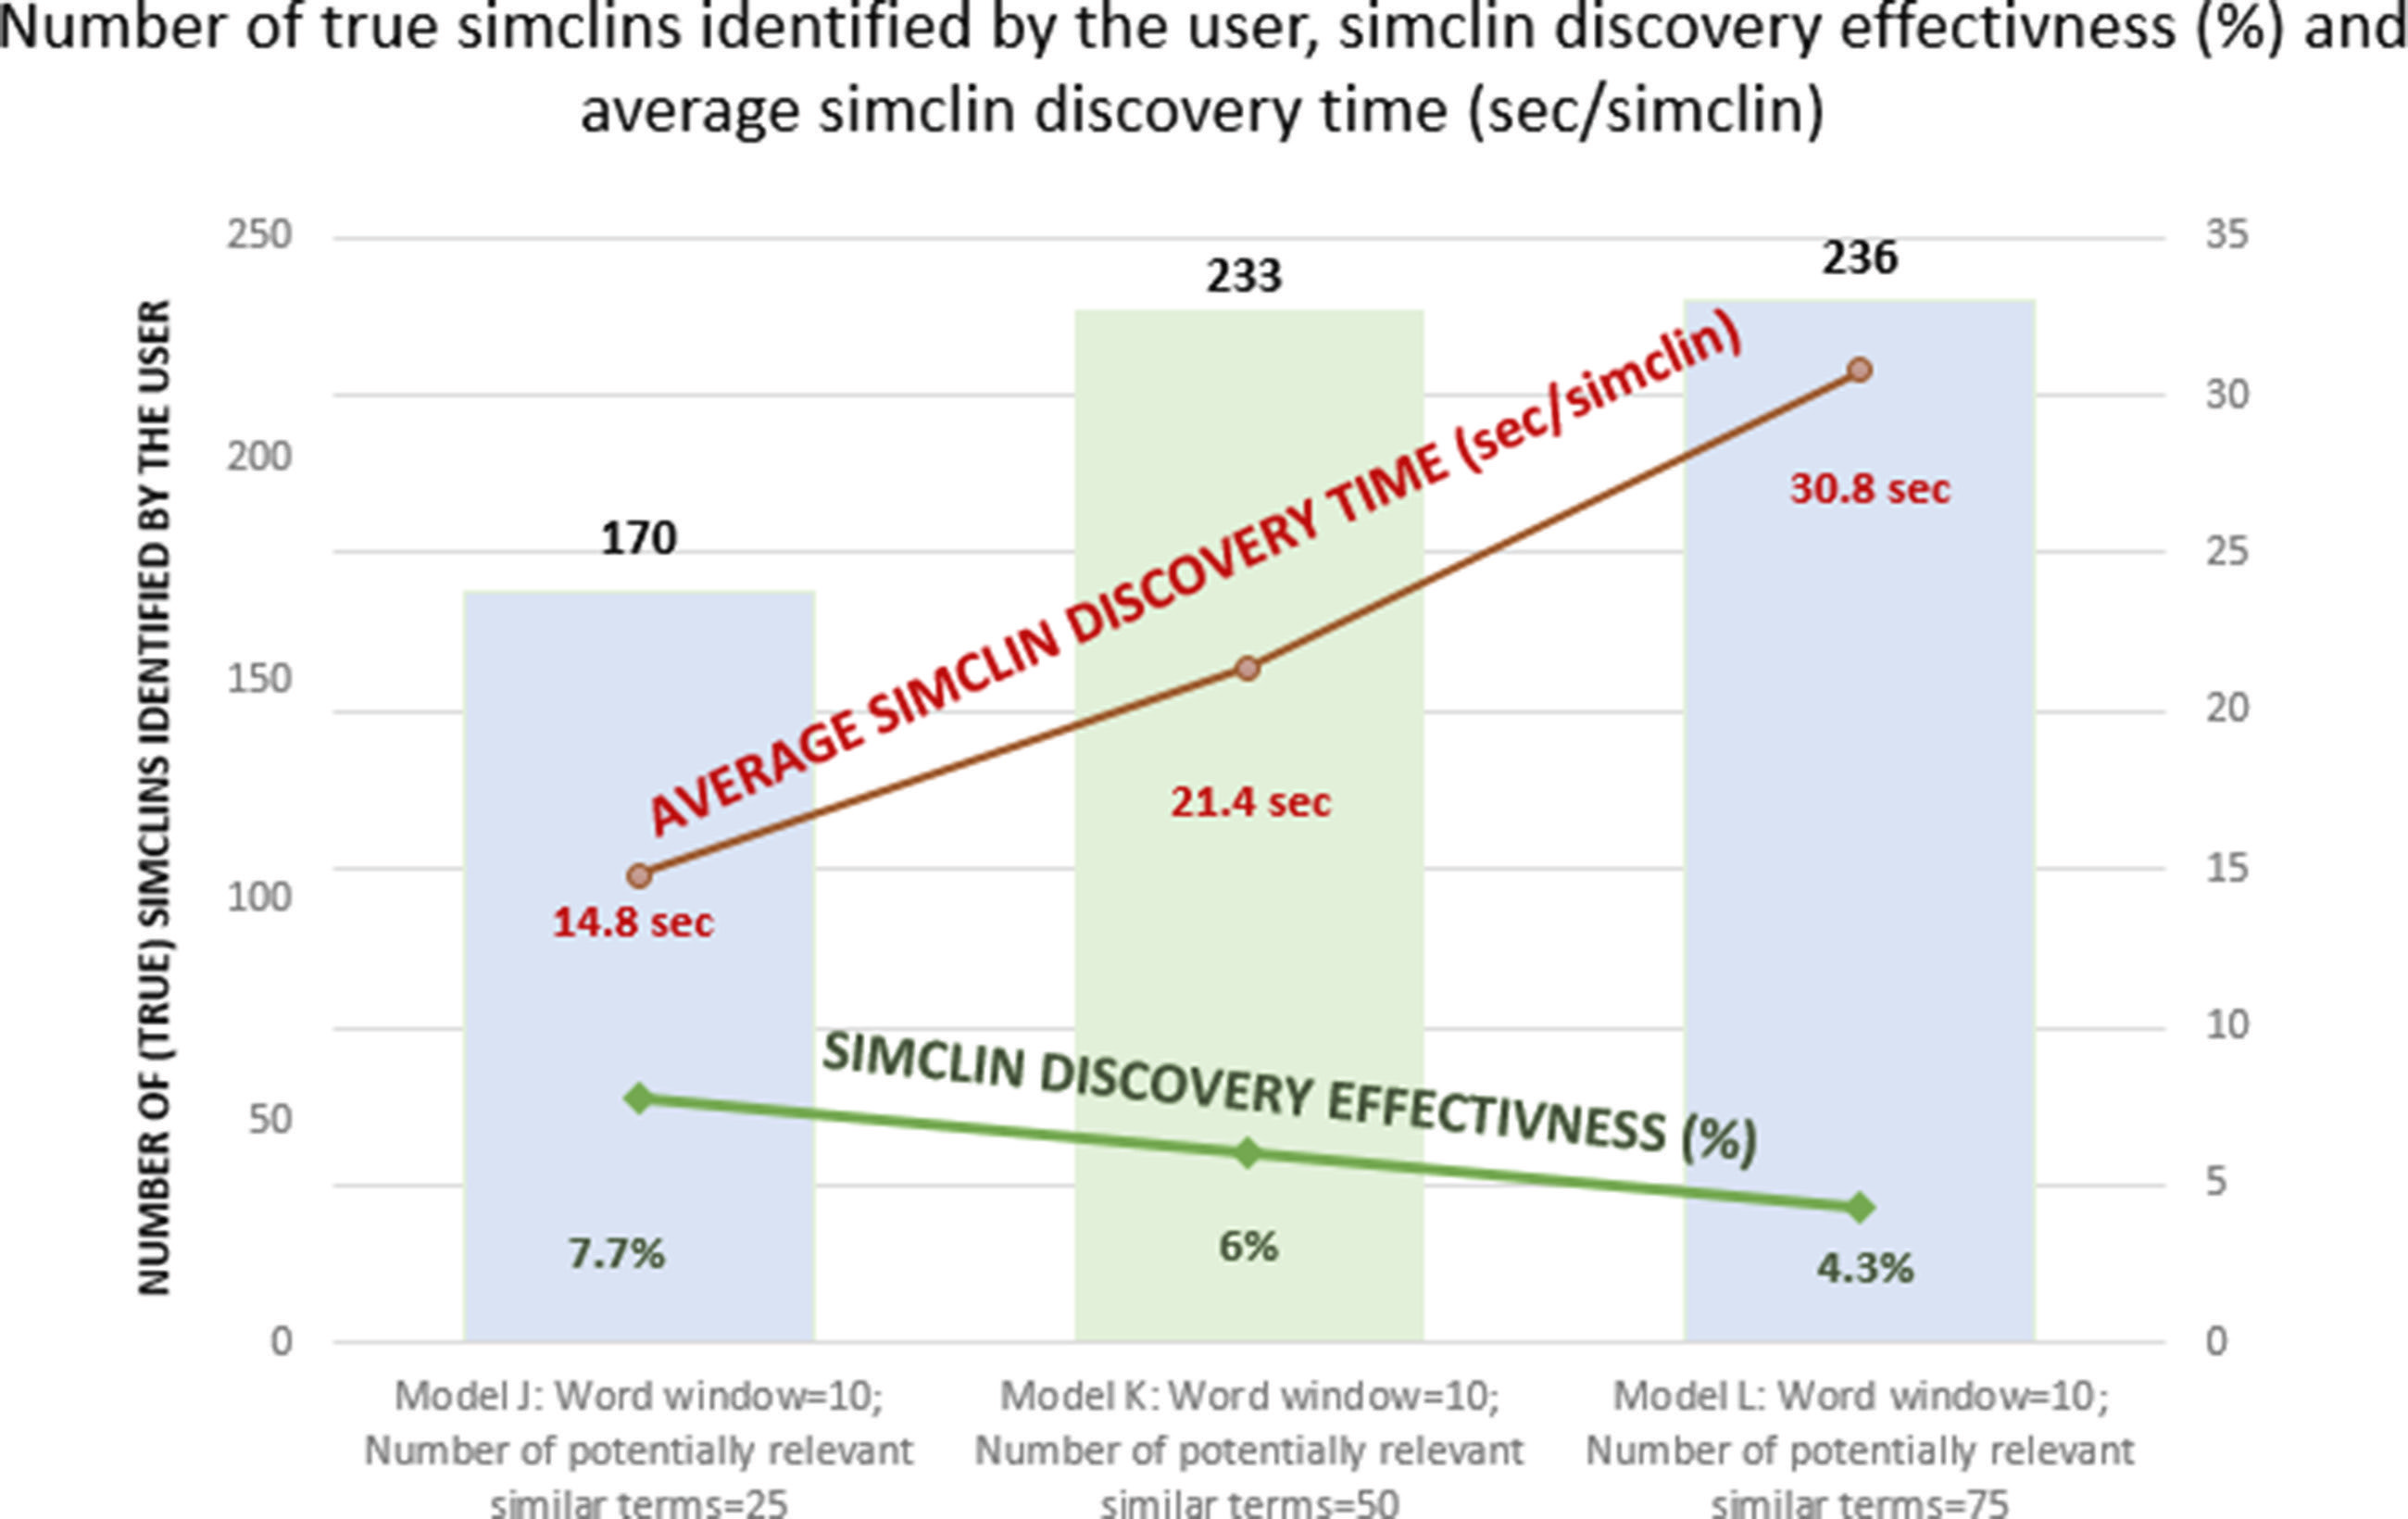 Number of true simclins identified by the user, simclin discovery effectivness (%) and
average simclin discovery time (sec/simclin)
NUMBER OF (TRUE) SIMCLINS IDENTIFIED BY THE USER
250
200
150
100
50
0
35
30
25
20
15
10
5
0
170
233
236
AVERAGE SIMCLIN DISCOVERY TIME (sec/simclin)
14.8 sec
21.4 sec
30.8 sec
SIMCLIN DISCOVERY EFFECTIVNESS (%)
7.7%
6%
4.3%
Model J: Word window=10;
Number of potentially relevant
similar terms=25
Model K: Word window=10;
Number of potentially relevant
similar terms=50
Model L: Word window=10;
Number of potentially relevant
similar terms=75